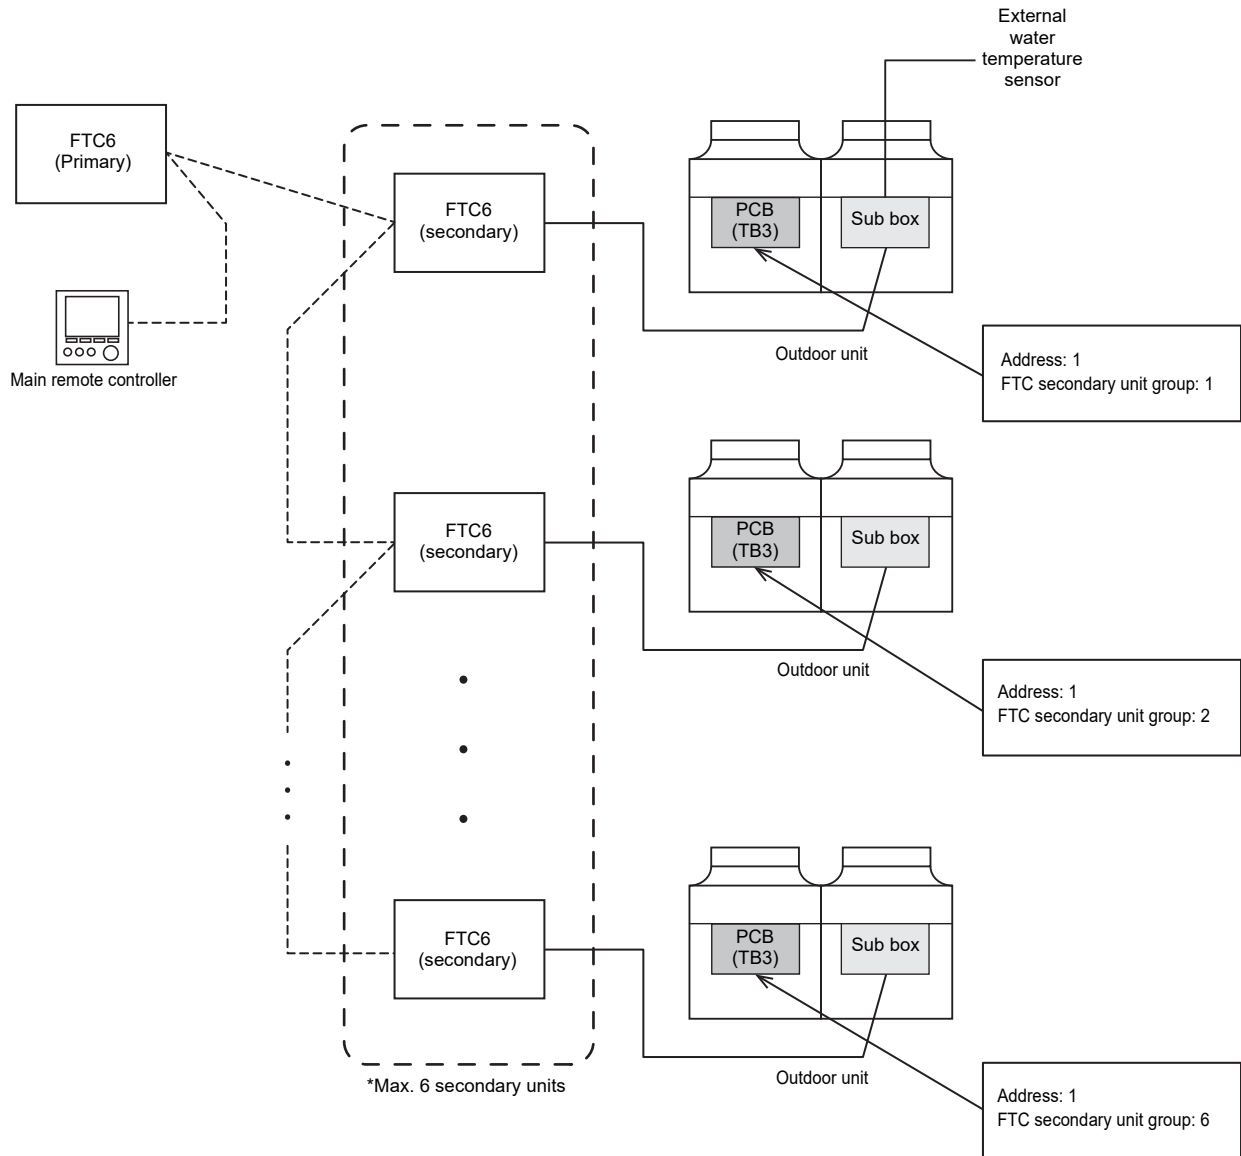 External
water
temperature
sensor
FTC6
(Primary)
FTC6
(secondary)
PCB
(TB3)
Sub box
Main remote controller
Outdoor unit
Address: 1
FTC secondary unit group: 1
FTC6
(secondary)
PCB
(TB3)
Sub box
Outdoor unit
Address: 1
FTC secondary unit group: 2
FTC6
(secondary)
PCB
(TB3)
Sub box
*Max. 6 secondary units
Outdoor unit
Address: 1
FTC secondary unit group: 6